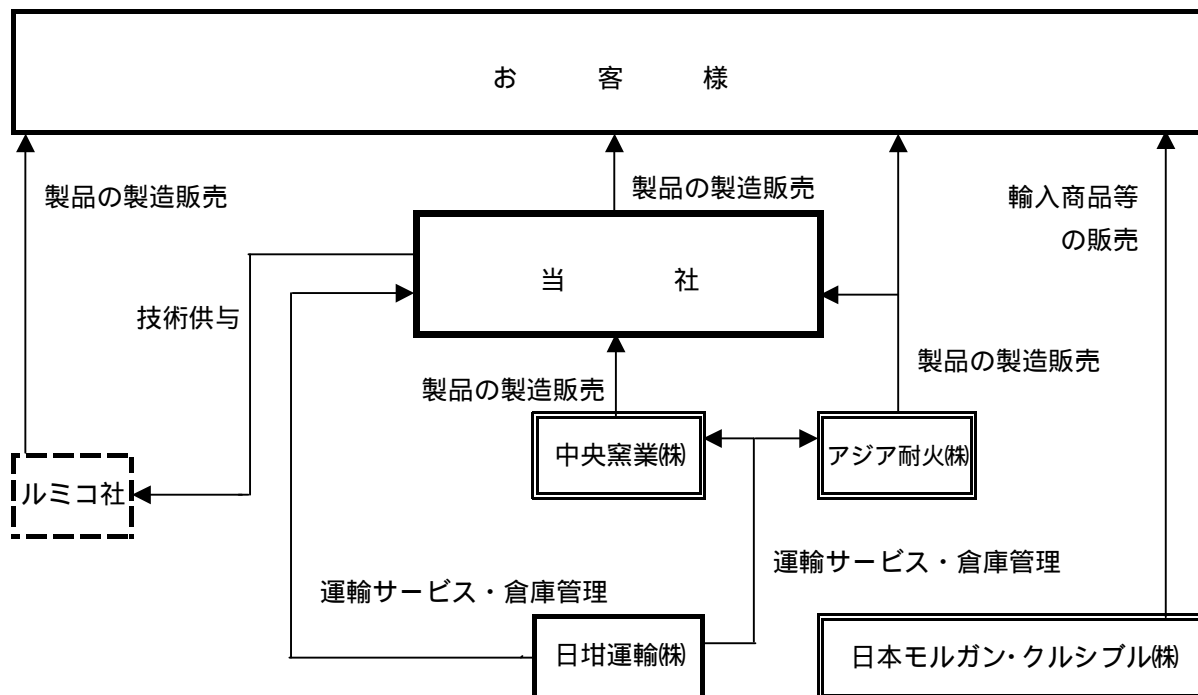 お客様
製品の製造販売
製品の製造販売
輸入商品等
の販売
当社
技術供与
製品の製造販売
製品の製造販売
中央窯業㈱
アジア耐火㈱
ルミコ社
運輸サービス・倉庫管理
運輸サービス・倉庫管理
日坩運輸㈱
日本モルガン・クルシブル㈱